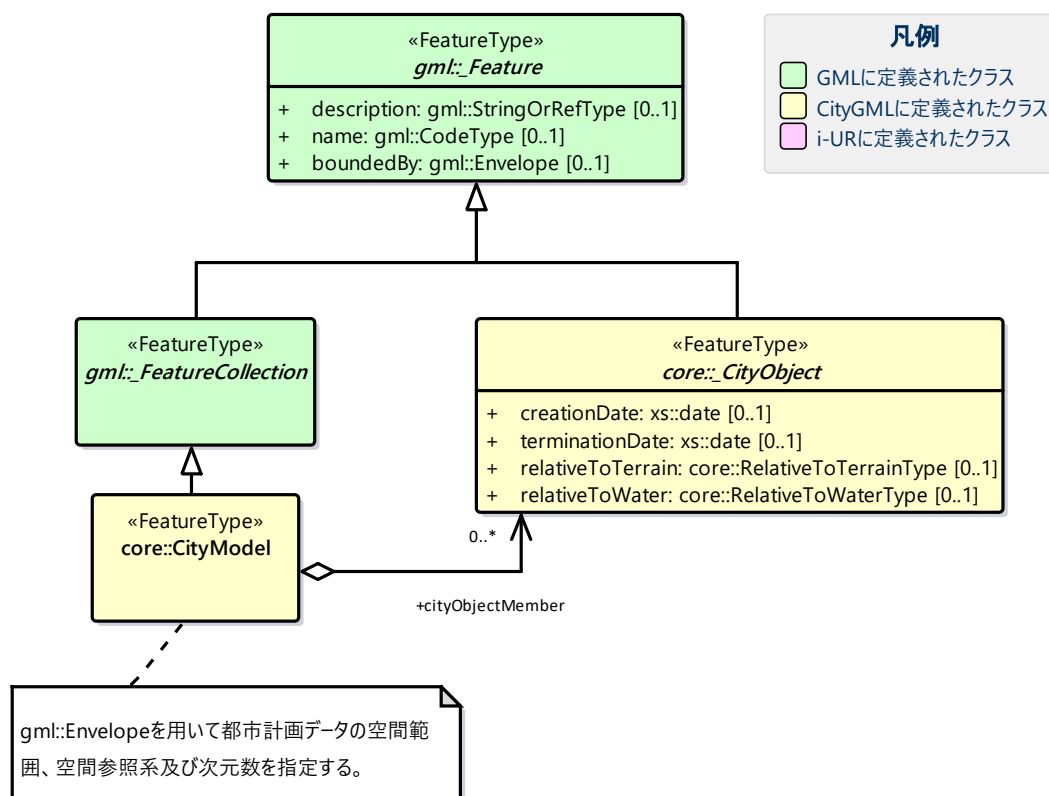 «FeatureType»
gml::_Feature
+ description: gml::StringOrRefType [0..1]
+ name: gml::CodeType [0..1]
+ boundedBy: gml::Envelope [0..1]
凡例
GMLに定義されたクラス
CityGMLに定義されたクラス
i-URに定義されたクラス
«FeatureType»
gml::_FeatureCollection
«FeatureType»
core::_CityObject
+ creationDate: xs::date [0..1]
+ terminationDate: xs::date [0..1]
+ relativeToTerrain: core::RelativeToTerrainType [0..1]
+ relativeToWater: core::RelativeToWaterType [0..1]
«FeatureType»
core::CityModel
0..*
+cityObjectMember
gml::Envelopeを用いて都市計画データの空間範
囲、空間参照系及び次元数を指定する。